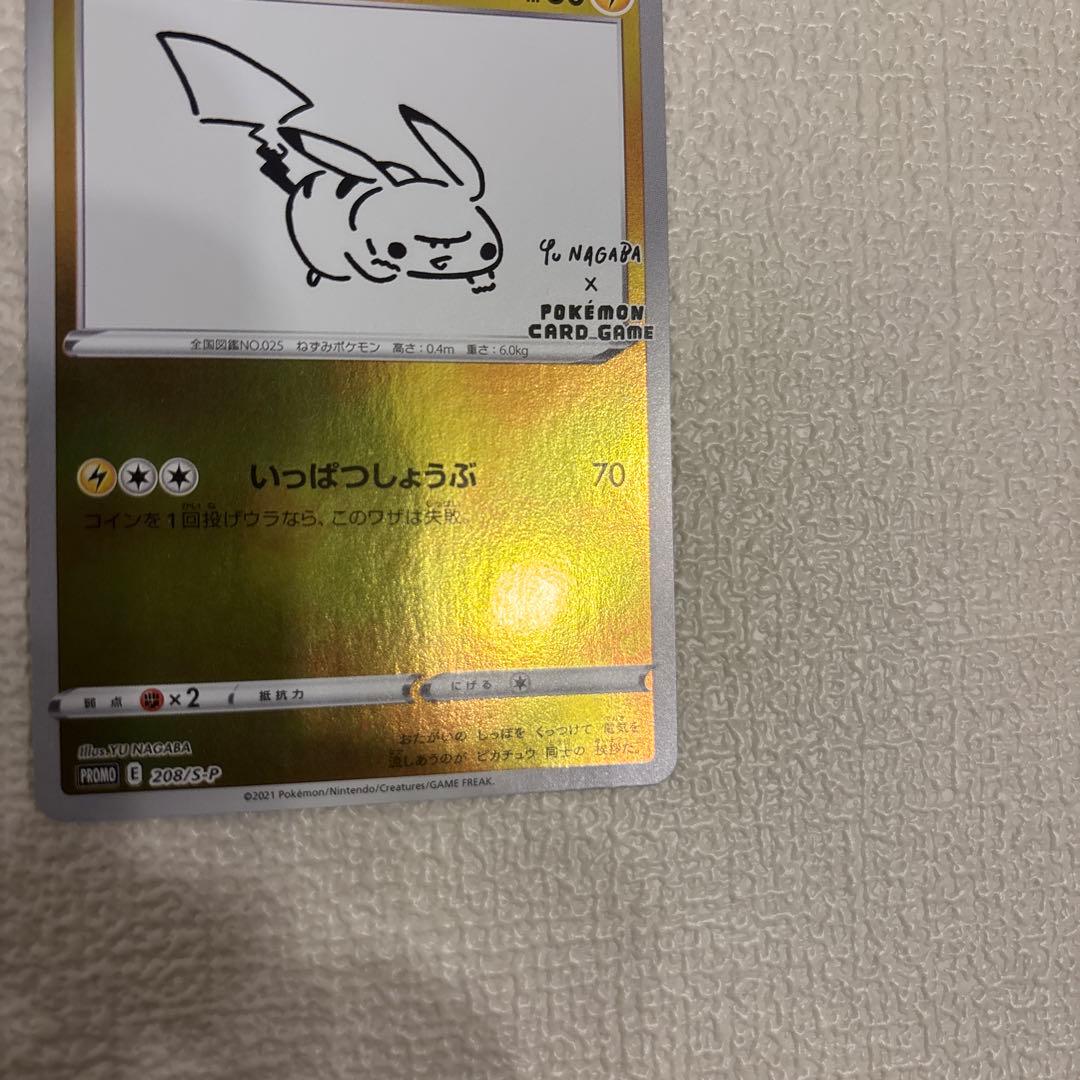 Yu NAGABA
X
POKÉMON
CARD GAME
全国図鑑NO.025 ねずみポケモン 高さ：0.4m 重さ：6.0kg
いっぱつしょうぶ 70
コインを1回投げウラなら、このワザは失敗。
弱点 ×2 抵抗力 にげる
Illus. YU NAGABA
おたがいの しっぽを くっつけて 電気を
流しあうのが ピカチュウ 同士の 挨拶だ。
PROMO E 208/S-P
©2021 Pokémon/Nintendo/Creatures/GAME FREAK.